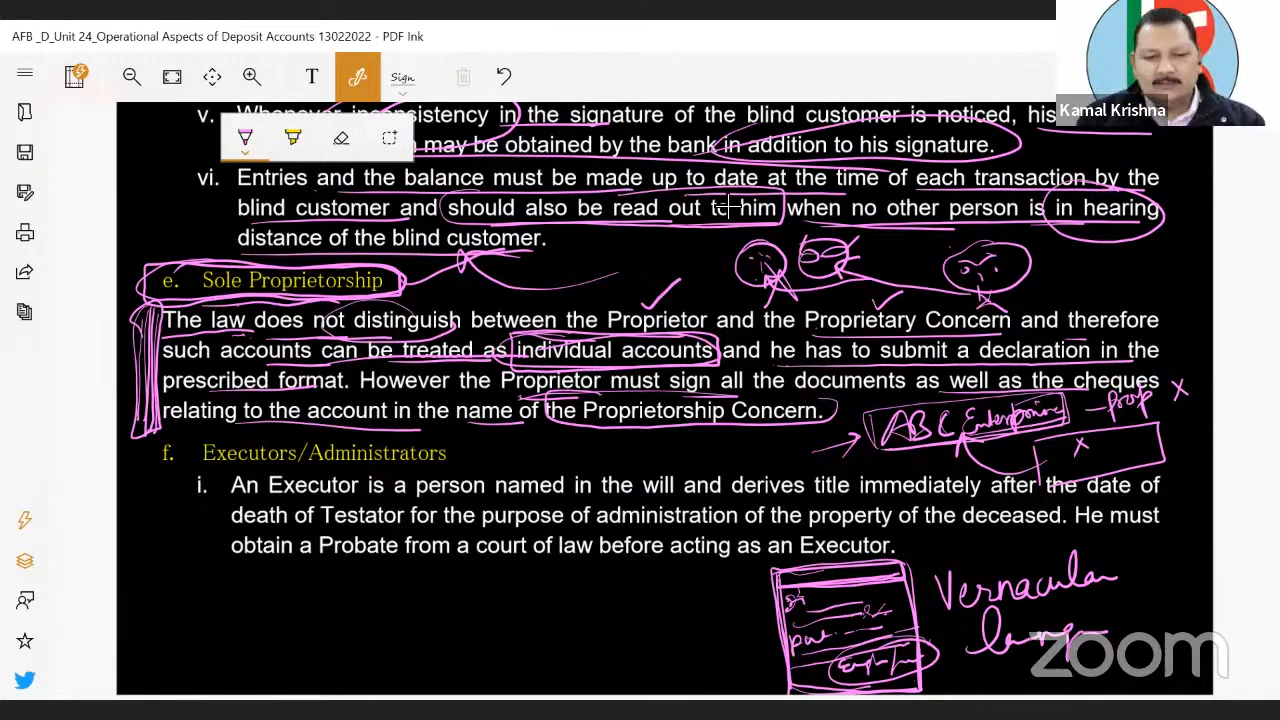 AFB _D_Unit 24_Operational Aspects of Deposit Accounts 13022022 - PDF Ink
T
Sign
Kamal Krishna
v. Whenever inconsistency in the signature of the blind customer is noticed, his
may be obtained by the bank in addition to his signature.
vi. Entries and the balance must be made up to date at the time of each transaction by the
blind customer and should also be read out to him when no other person is in hearing
distance of the blind customer.
e. Sole Proprietorship
The law does not distinguish between the Proprietor and the Proprietary Concern and therefore
such accounts can be treated as individual accounts and he has to submit a declaration in the
prescribed format. However the Proprietor must sign all the documents as well as the cheques
relating to the account in the name of the Proprietorship Concern.
ABC Enterprises - prop X
X
f. Executors/Administrators
i. An Executor is a person named in the will and derives title immediately after the date of
death of Testator for the purpose of administration of the property of the deceased. He must
obtain a Probate from a court of law before acting as an Executor.
Vernacular
zoom